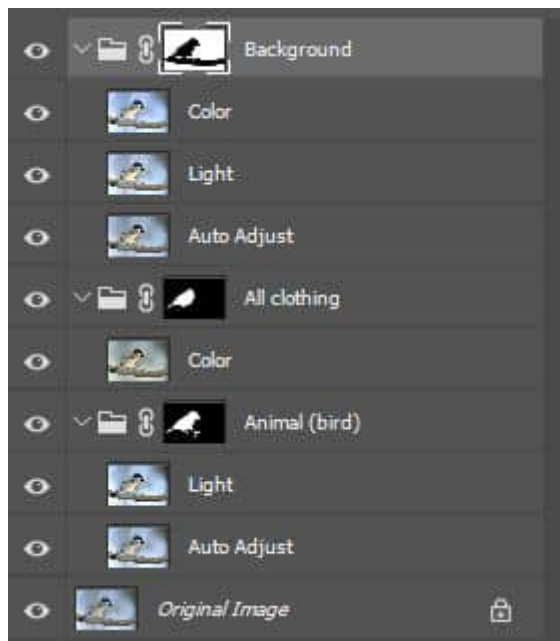 Background
Color
Light
Auto Adjust
All clothing
Color
Animal (bird)
Light
Auto Adjust
Original Image